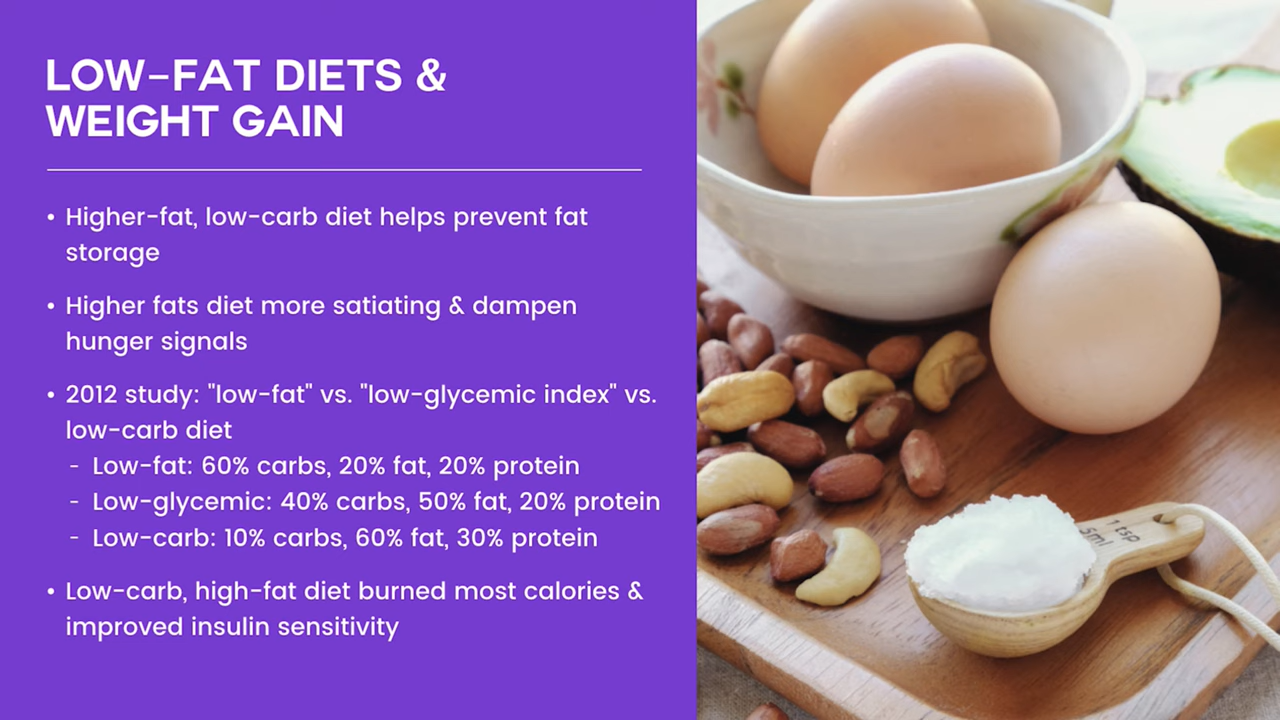 LOW-FAT DIETS &
WEIGHT GAIN
• Higher-fat, low-carb diet helps prevent fat
storage
• Higher fats diet more satiating & dampen
hunger signals
• 2012 study: "low-fat" vs. "low-glycemic index" vs.
low-carb diet
- Low-fat: 60% carbs, 20% fat, 20% protein
- Low-glycemic: 40% carbs, 50% fat, 20% protein
- Low-carb: 10% carbs, 60% fat, 30% protein
• Low-carb, high-fat diet burned most calories &
improved insulin sensitivity
1 tsp
5ml